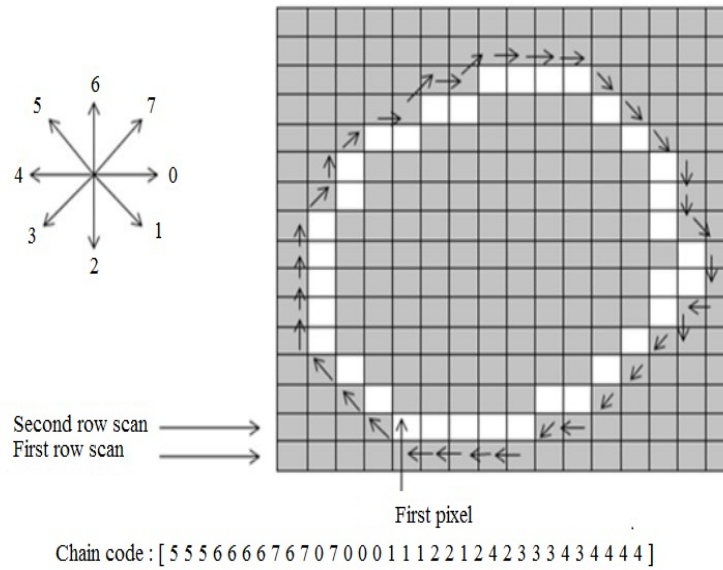 6
5 7
4 0
3 1
2
Second row scan
First row scan
First pixel
.
Chain code : [ 5 5 5 6 6 6 6 7 6 7 0 7 0 0 0 1 1 1 2 2 1 2 4 2 3 3 3 4 3 4 4 4 4 ]